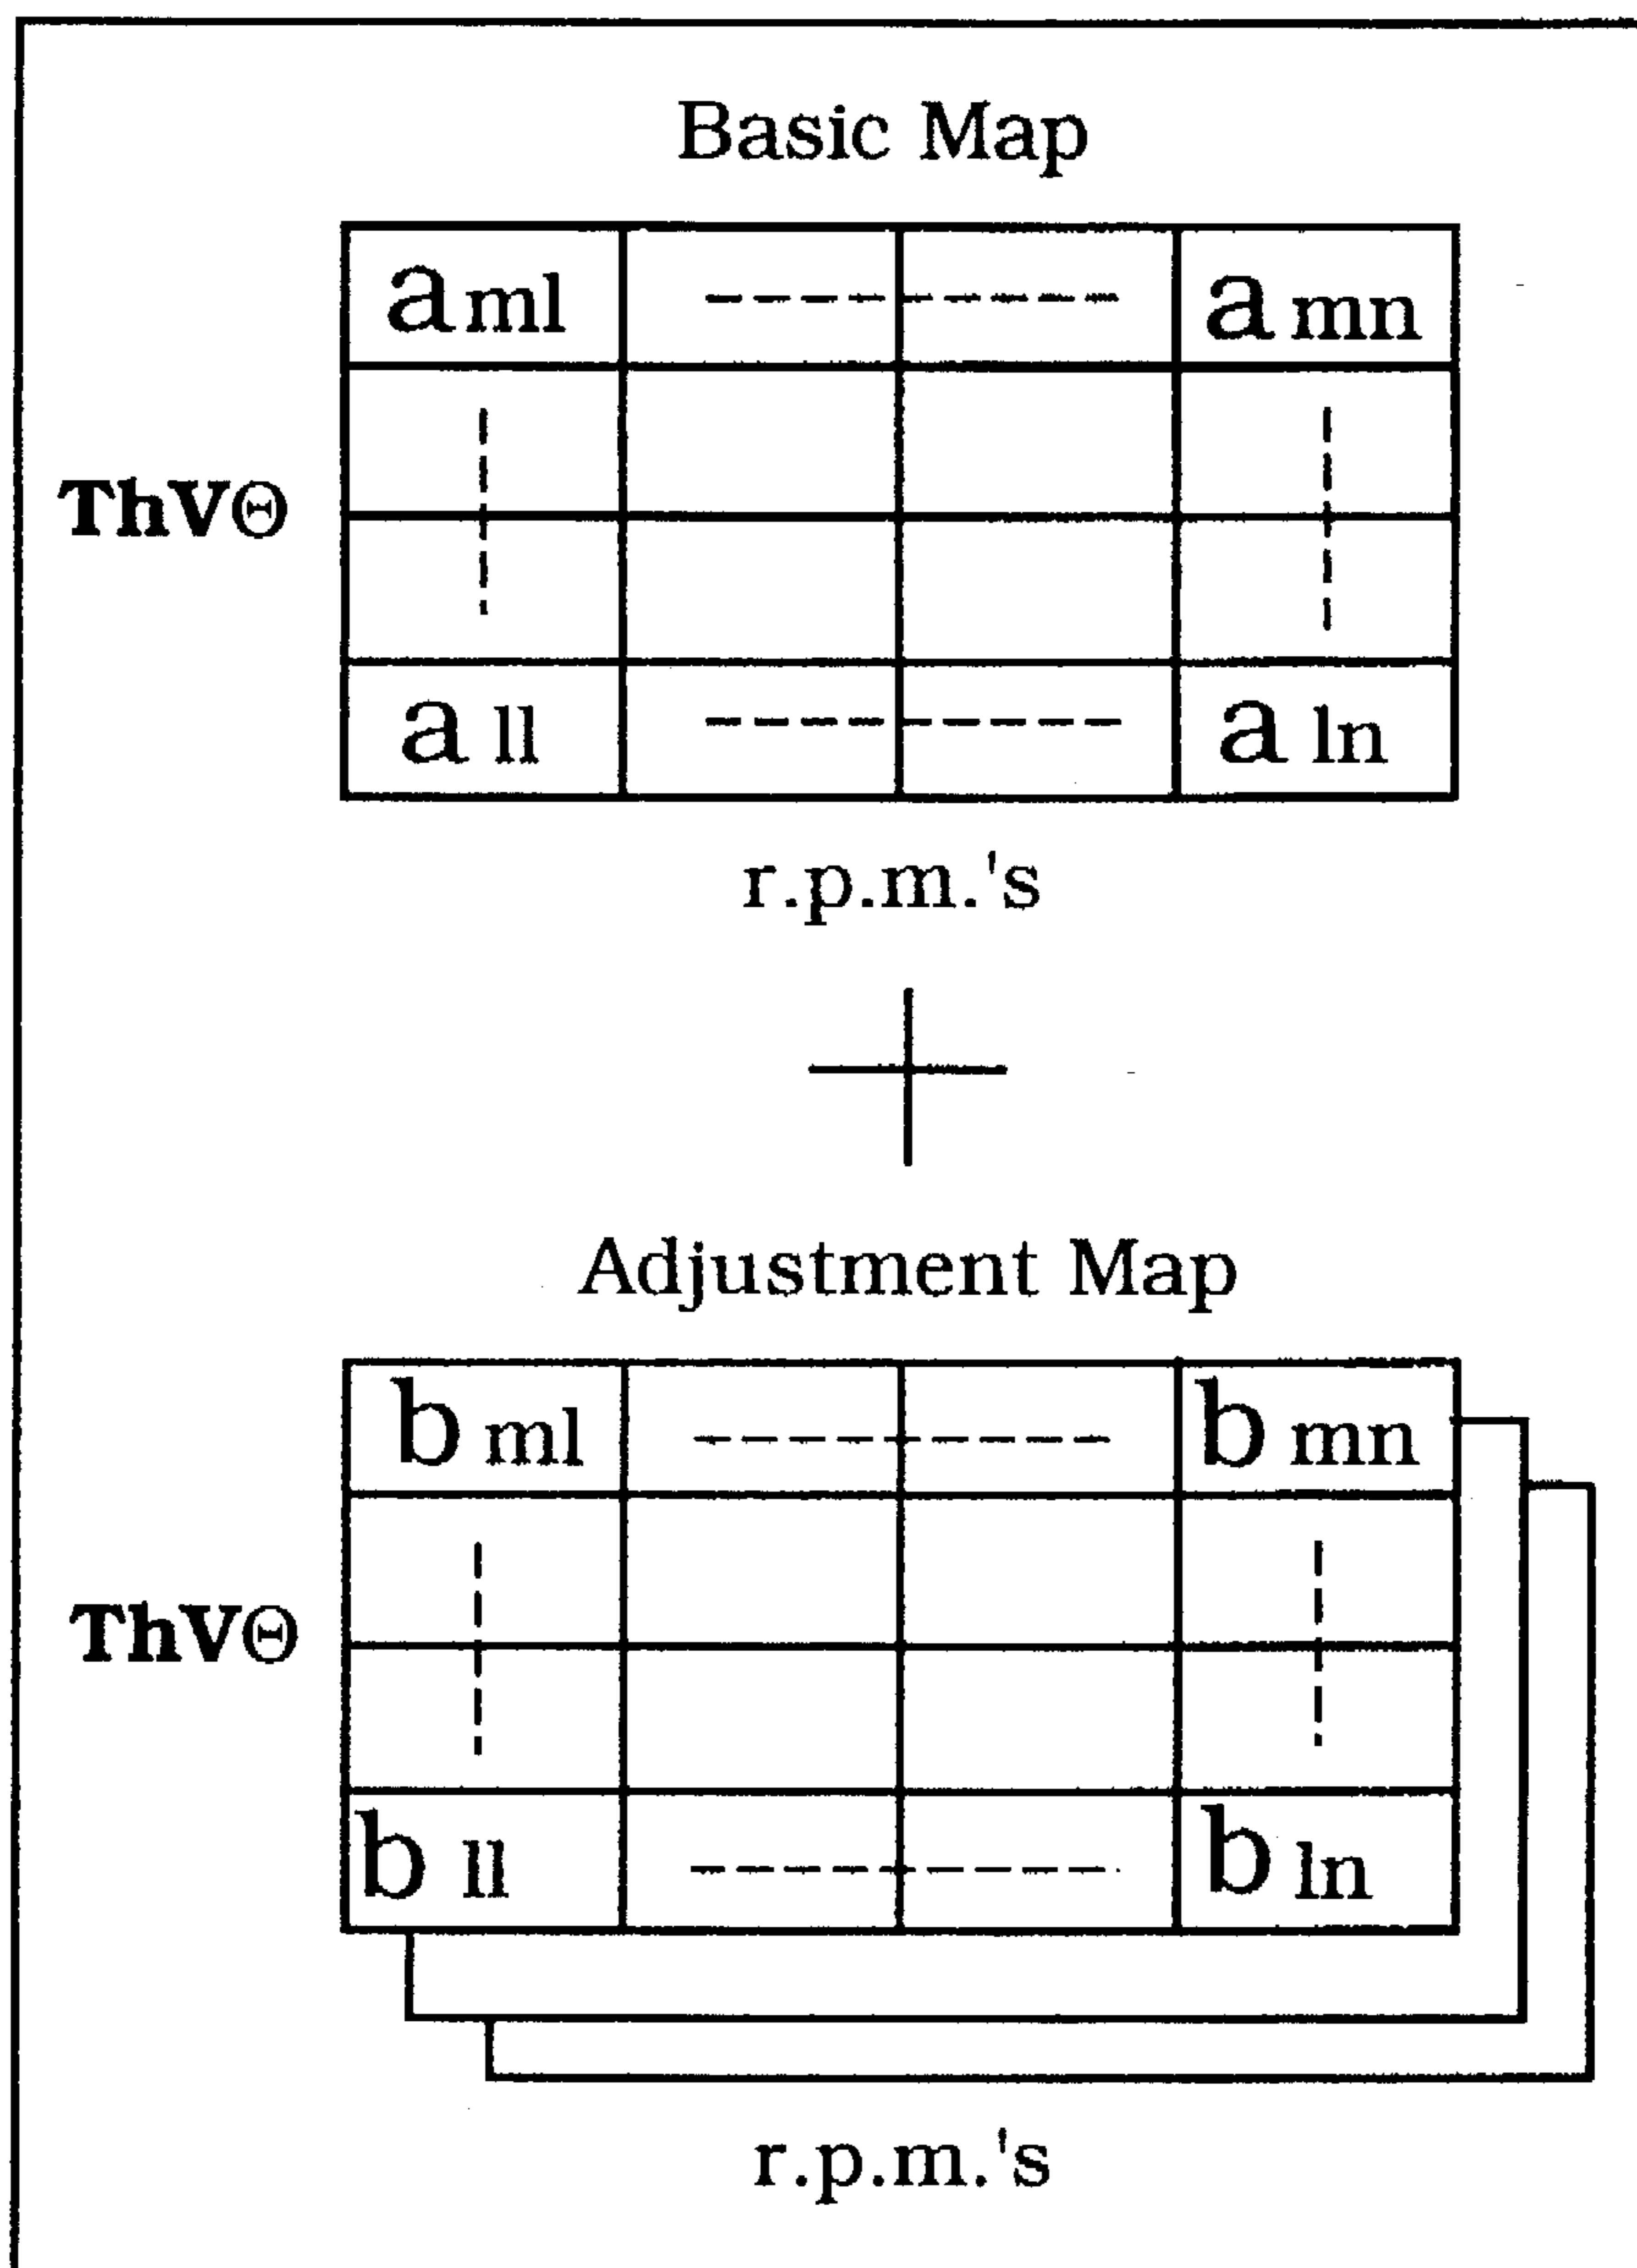 Basic Map
a ml a mn
ThVΘ
a ll a ln
r.p.m.'s
+
Adjustment Map
b ml b mn
ThVΘ
b ll b ln
r.p.m.'s